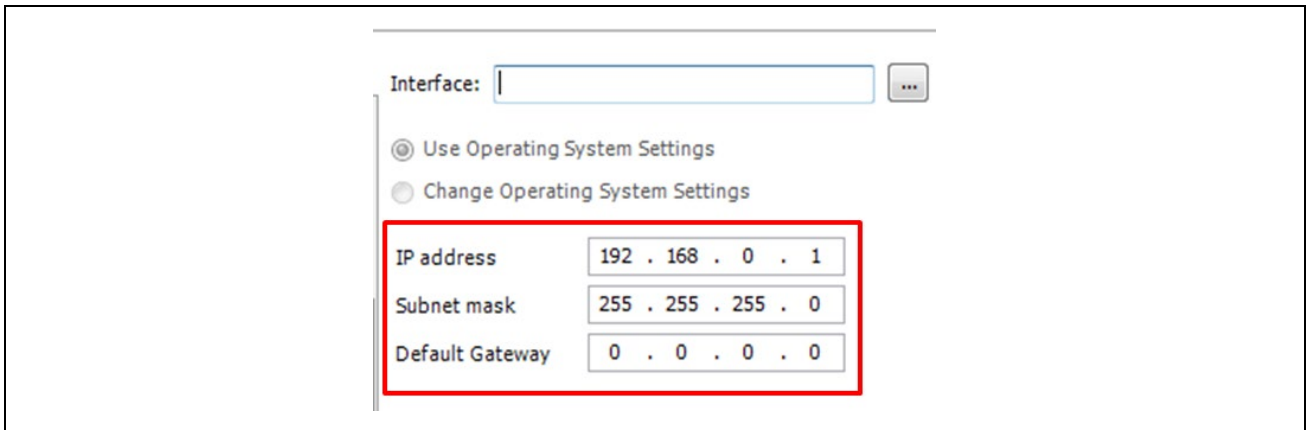 Interface: ...
Use Operating System Settings
Change Operating System Settings
IP address 192 . 168 . 0 . 1
Subnet mask 255 . 255 . 255 . 0
Default Gateway 0 . 0 . 0 . 0